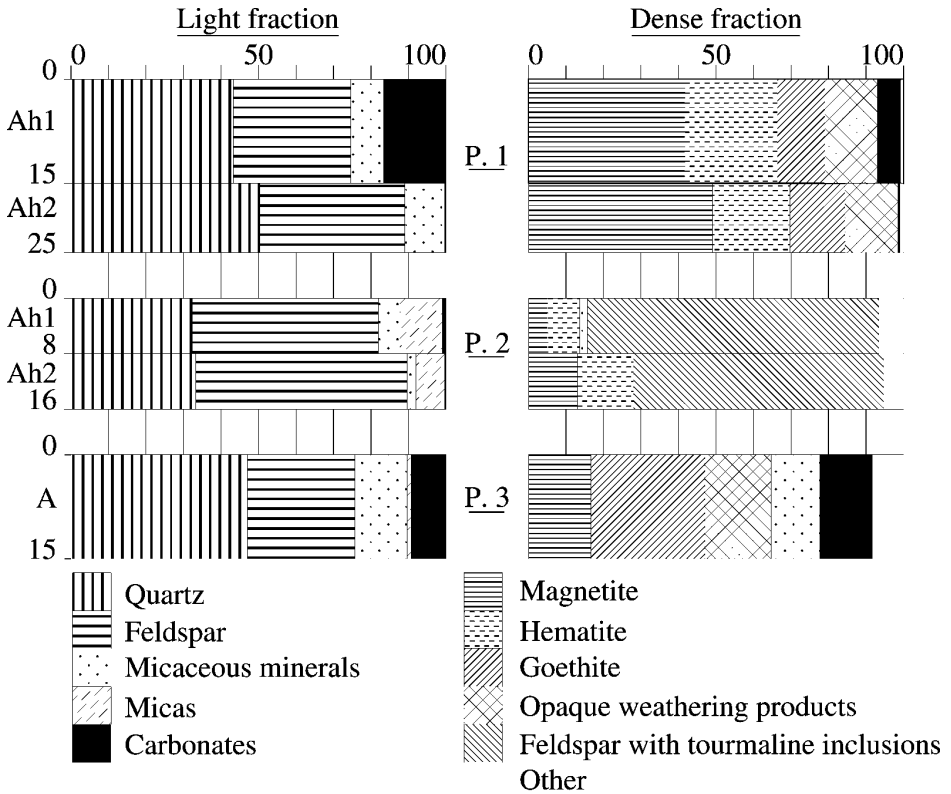 Light fraction
Dense fraction
0 50 100
0 50 100
0
Ah1
15
P. 1
Ah2
25
0
Ah1
8
P. 2
Ah2
16
0
A
P. 3
15
Quartz
Feldspar
Micaceous minerals
Micas
Carbonates
Magnetite
Hematite
Goethite
Opaque weathering products
Feldspar with tourmaline inclusions
Other